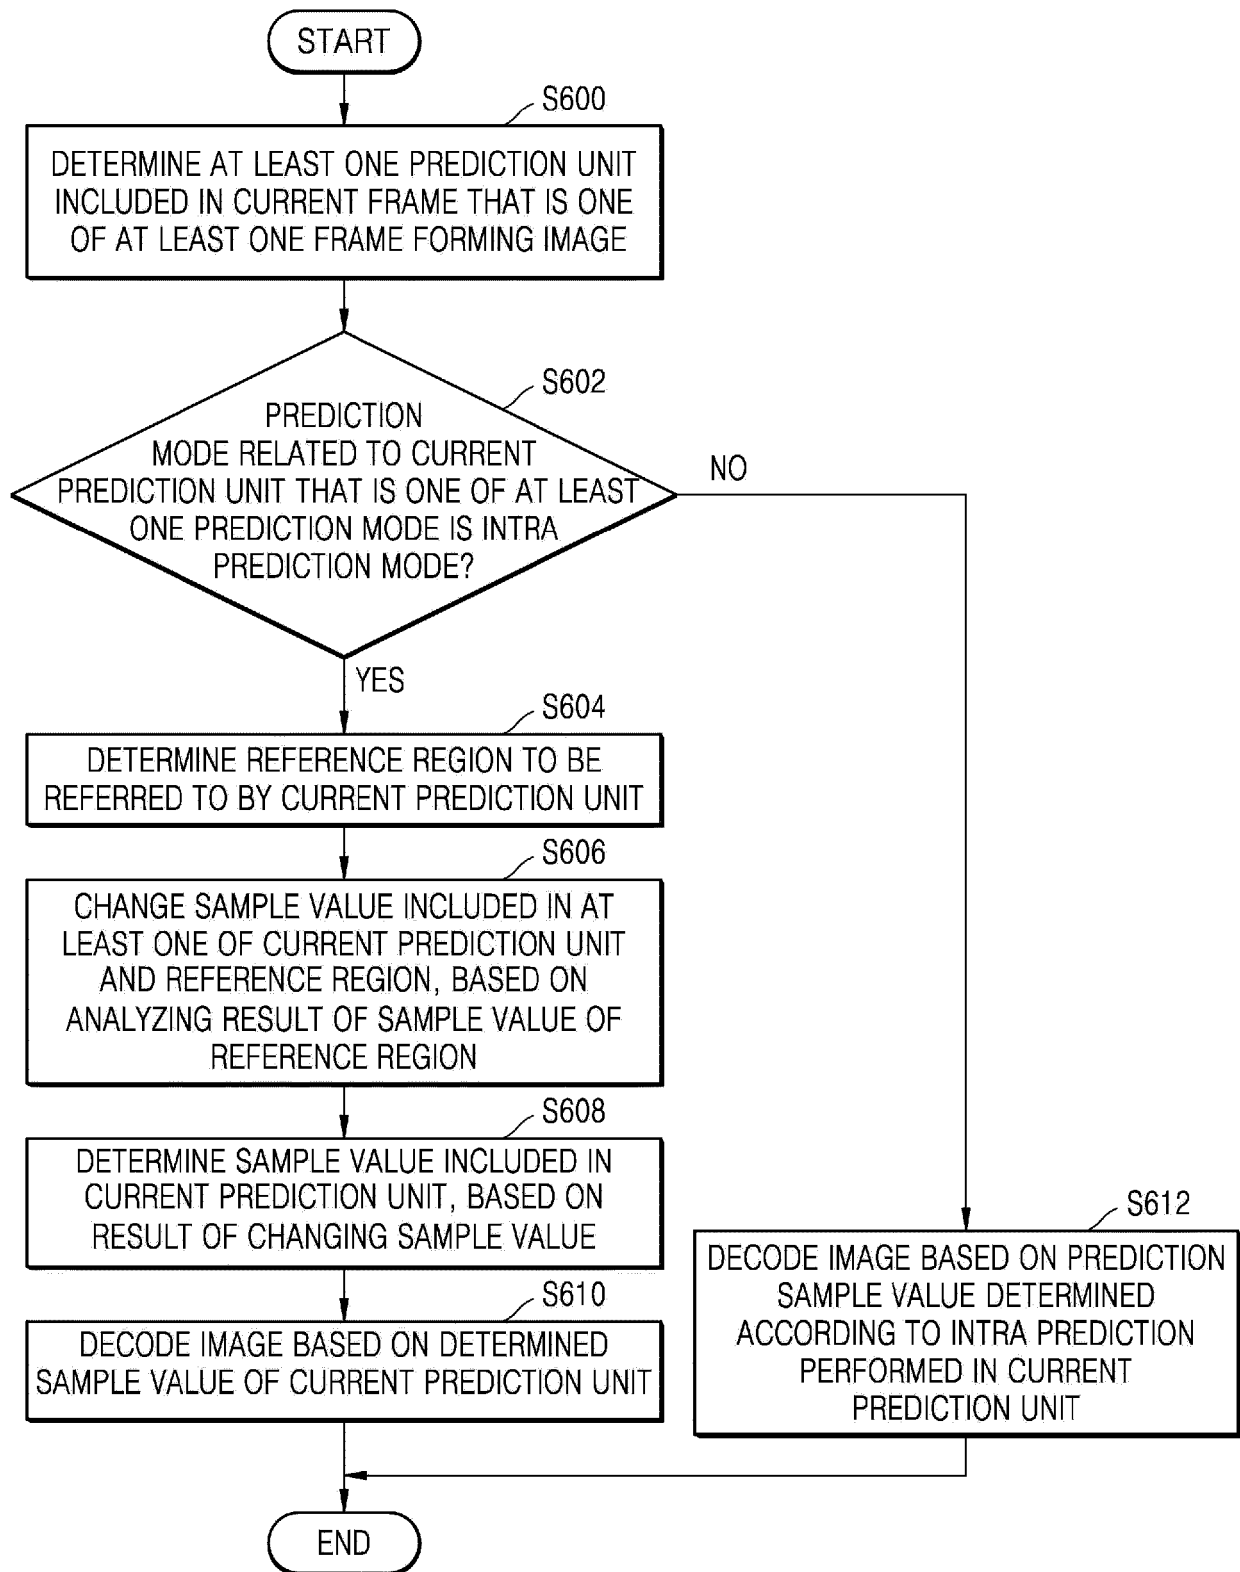 START
S600
DETERMINE AT LEAST ONE PREDICTION UNIT
INCLUDED IN CURRENT FRAME THAT IS ONE
OF AT LEAST ONE FRAME FORMING IMAGE
S602
PREDICTION
MODE RELATED TO CURRENT
PREDICTION UNIT THAT IS ONE OF AT LEAST
ONE PREDICTION MODE IS INTRA
PREDICTION MODE?
NO
YES
S604
DETERMINE REFERENCE REGION TO BE
REFERRED TO BY CURRENT PREDICTION UNIT
S606
CHANGE SAMPLE VALUE INCLUDED IN AT
LEAST ONE OF CURRENT PREDICTION UNIT
AND REFERENCE REGION, BASED ON
ANALYZING RESULT OF SAMPLE VALUE OF
REFERENCE REGION
S608
DETERMINE SAMPLE VALUE INCLUDED IN
CURRENT PREDICTION UNIT, BASED ON
RESULT OF CHANGING SAMPLE VALUE
S610
DECODE IMAGE BASED ON DETERMINED
SAMPLE VALUE OF CURRENT PREDICTION UNIT
S612
DECODE IMAGE BASED ON PREDICTION
SAMPLE VALUE DETERMINED
ACCORDING TO INTRA PREDICTION
PERFORMED IN CURRENT
PREDICTION UNIT
END